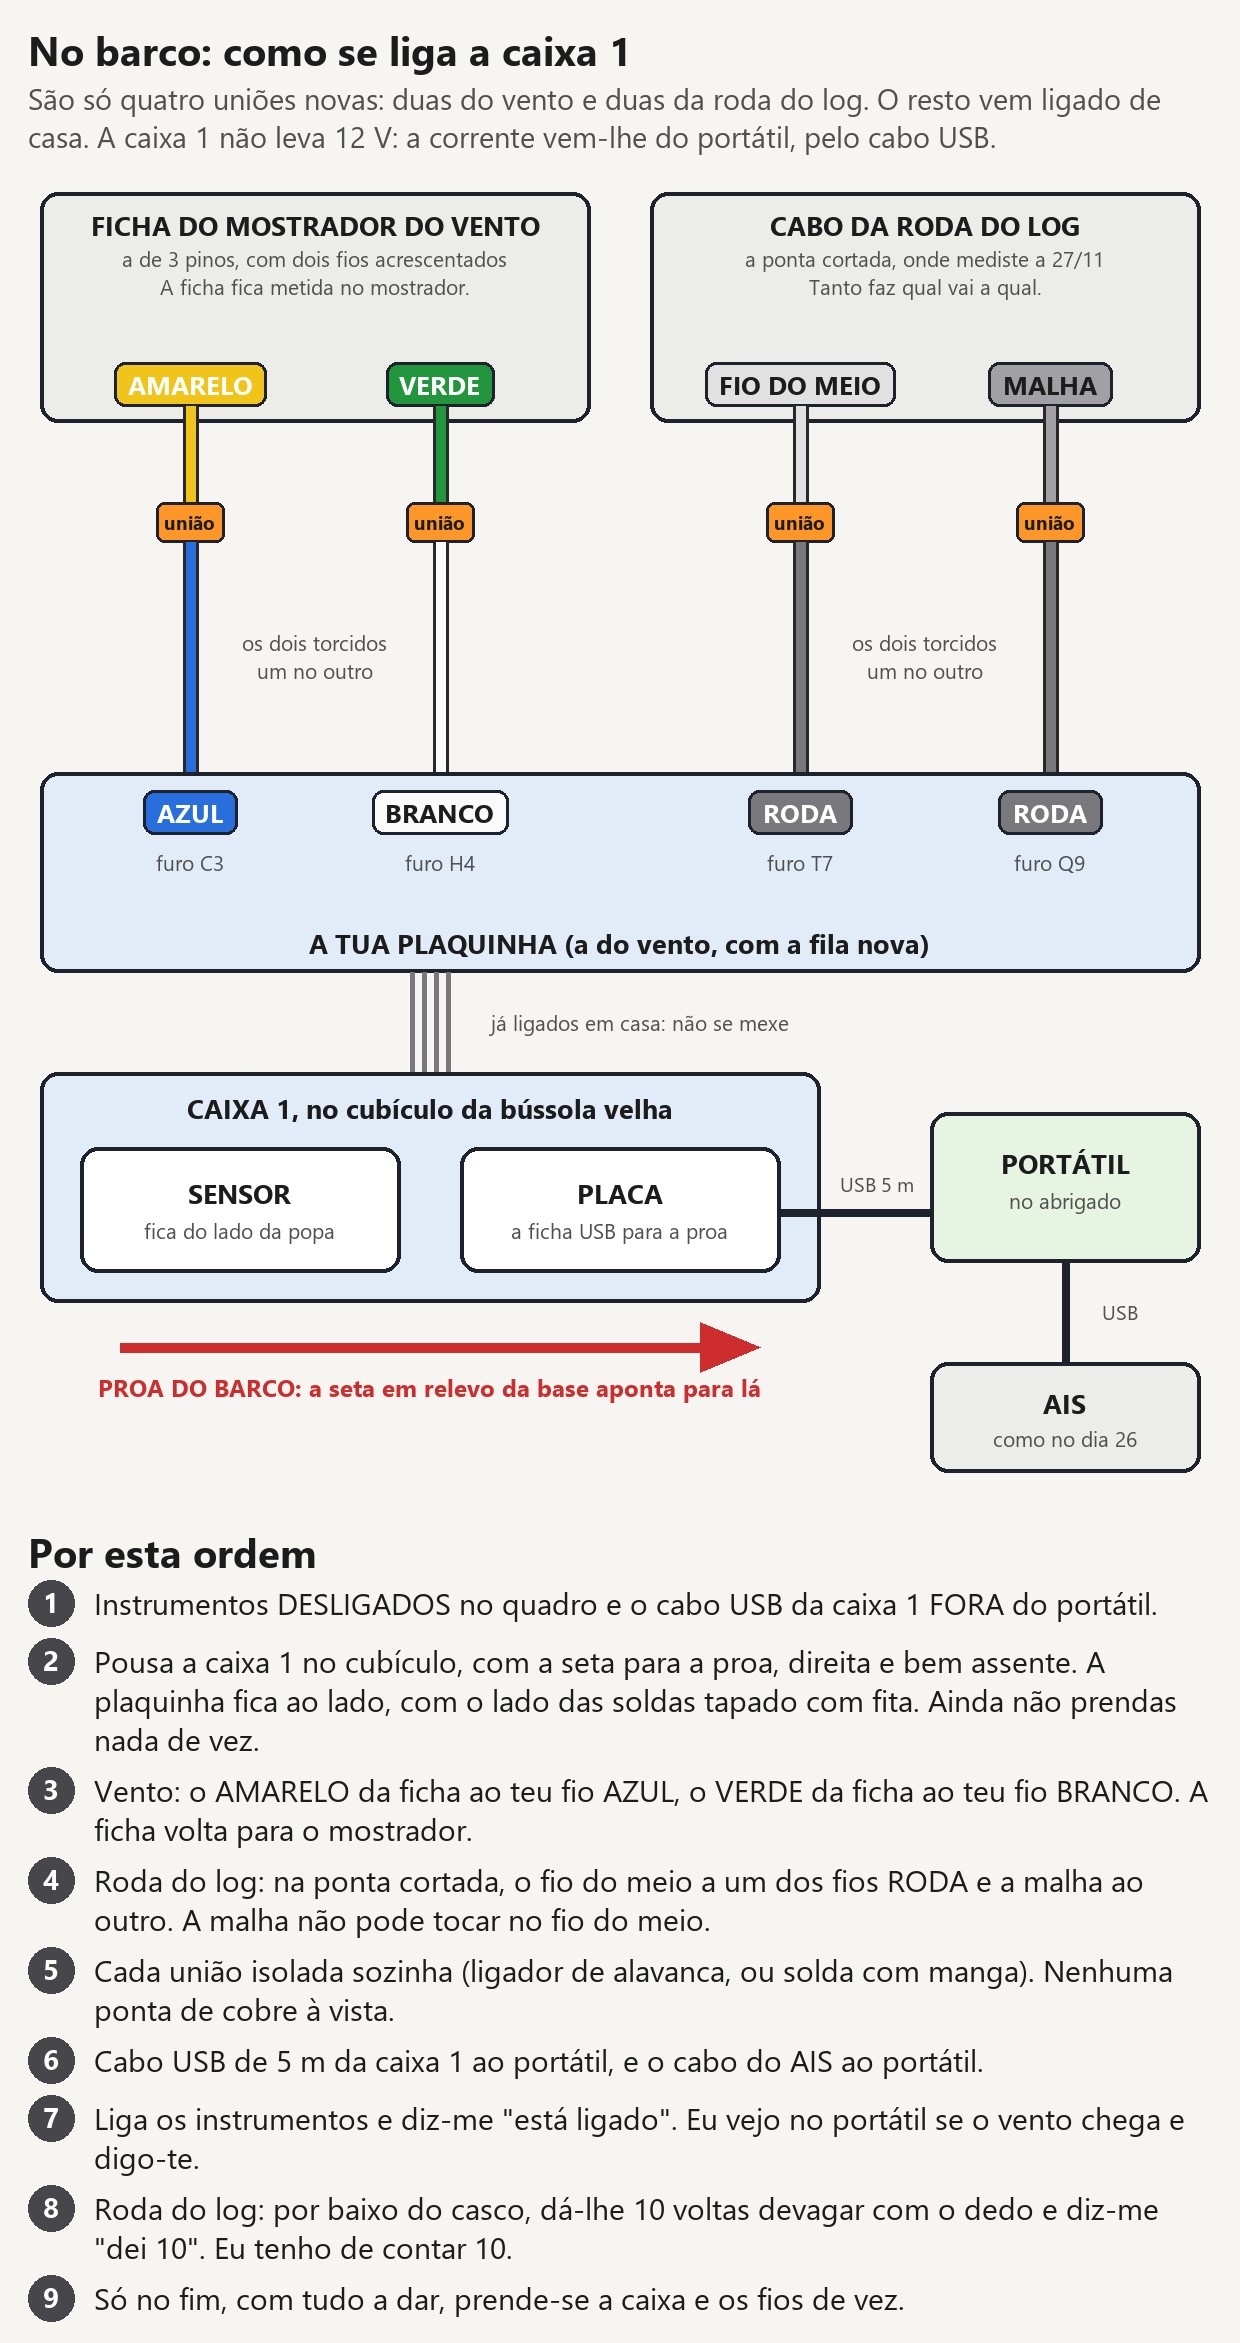 No barco: como se liga a caixa 1
São só quatro uniões novas: duas do vento e duas da roda do log. O resto vem ligado de
casa. A caixa 1 não leva 12 V: a corrente vem-lhe do portátil, pelo cabo USB.
FICHA DO MOSTRADOR DO VENTO
a de 3 pinos, com dois fios acrescentados
A ficha fica metida no mostrador.
AMARELO
VERDE
CABO DA RODA DO LOG
a ponta cortada, onde mediste a 27/11
Tanto faz qual vai a qual.
FIO DO MEIO
MALHA
união
união
união
união
os dois torcidos
um no outro
os dois torcidos
um no outro
AZUL
BRANCO
RODA
RODA
furo C3
furo H4
furo T7
furo Q9
A TUA PLAQUINHA (a do vento, com a fila nova)
já ligados em casa: não se mexe
CAIXA 1, no cubículo da bússola velha
SENSOR
fica do lado da popa
PLACA
a ficha USB para a proa
USB 5 m
PORTÁTIL
no abrigado
USB
AIS
como no dia 26
PROA DO BARCO: a seta em relevo da base aponta para lá
Por esta ordem
1 Instrumentos DESLIGADOS no quadro e o cabo USB da caixa 1 FORA do portátil.
2 Pousa a caixa 1 no cubículo, com a seta para a proa, direita e bem assente. A
plaquinha fica ao lado, com o lado das soldas tapado com fita. Ainda não prendas
nada de vez.
3 Vento: o AMARELO da ficha ao teu fio AZUL, o VERDE da ficha ao teu fio BRANCO. A
ficha volta para o mostrador.
4 Roda do log: na ponta cortada, o fio do meio a um dos fios RODA e a malha ao
outro. A malha não pode tocar no fio do meio.
5 Cada união isolada sozinha (ligador de alavanca, ou solda com manga). Nenhuma
ponta de cobre à vista.
6 Cabo USB de 5 m da caixa 1 ao portátil, e o cabo do AIS ao portátil.
7 Liga os instrumentos e diz-me "está ligado". Eu vejo no portátil se o vento chega e
digo-te.
8 Roda do log: por baixo do casco, dá-lhe 10 voltas devagar com o dedo e diz-me
"dei 10". Eu tenho de contar 10.
9 Só no fim, com tudo a dar, prende-se a caixa e os fios de vez.